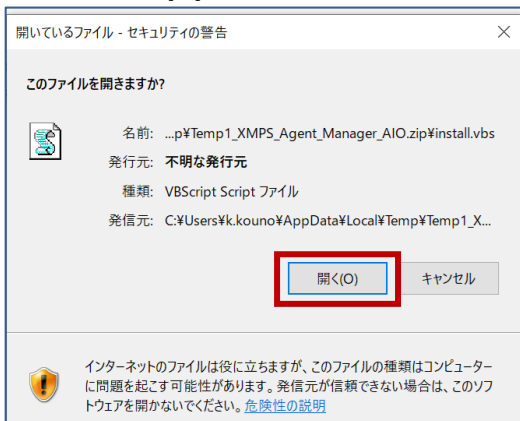 開いているファイル - セキュリティの警告
このファイルを開きますか?
名前: ...p¥Temp1_XMPS_Agent_Manager_AIO.zip¥install.vbs
発行元: 不明な発行元
種類: VBScript Script ファイル
発信元: C:¥Users¥k.kouno¥AppData¥Local¥Temp¥Temp1_X...
開く(O) キャンセル
インターネットのファイルは役に立ちますが、このファイルの種類はコンピューター
に問題を起こす可能性があります。発信元が信頼できない場合は、このソフ
トウェアを開かないでください。危険性の説明